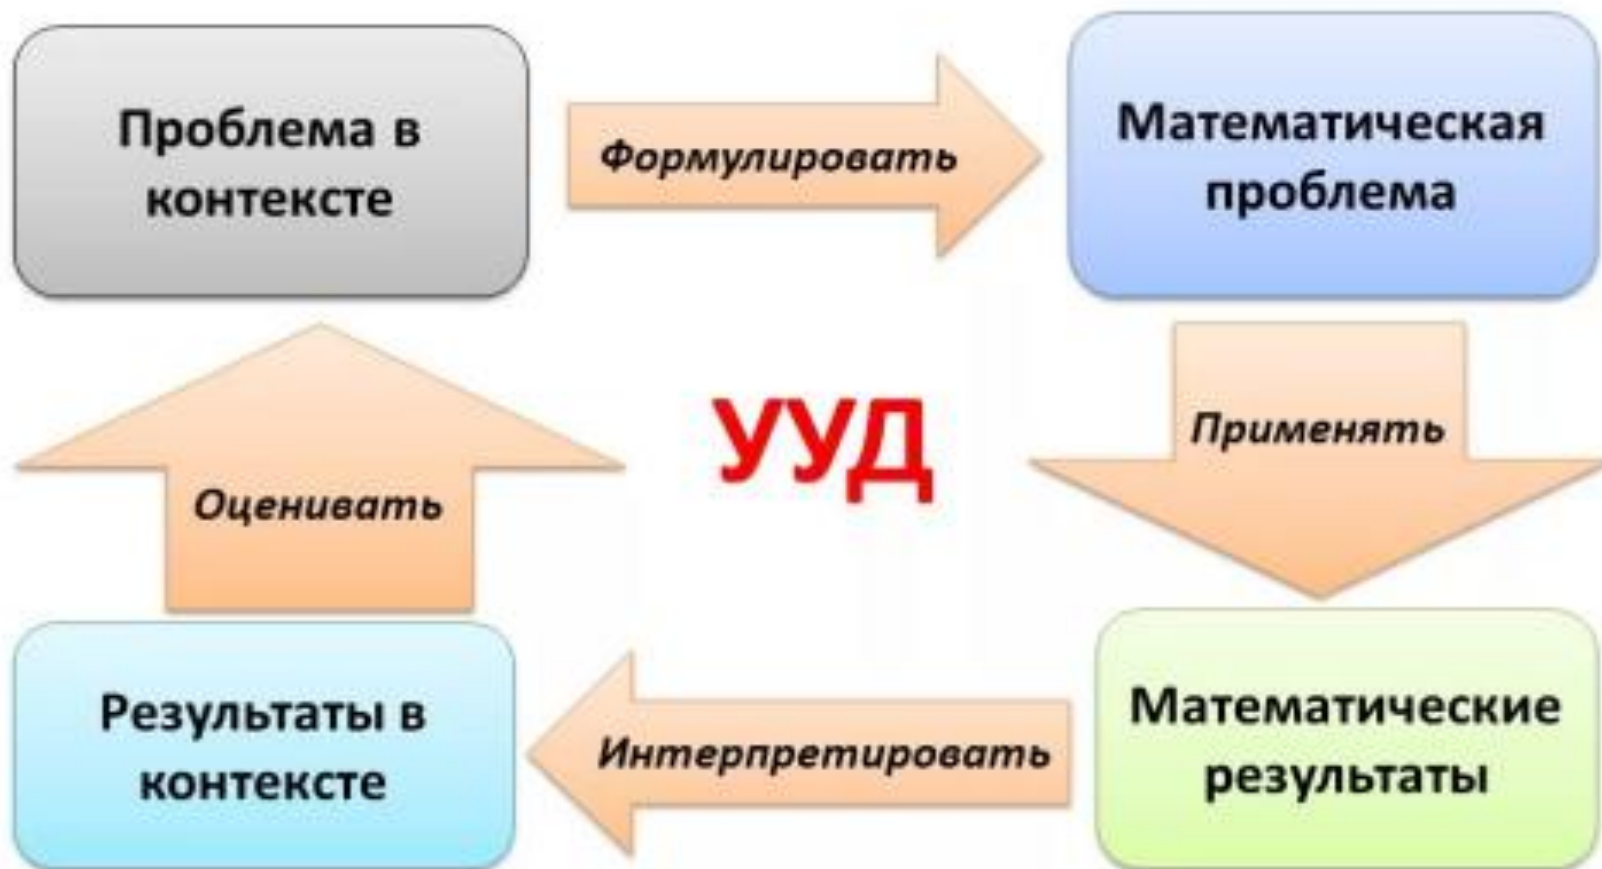 Проблема в
контексте
Формулировать
Математическая
проблема
УУД
Применять
Оценивать
Результаты в
контексте
Интерпретировать
Математические
результаты